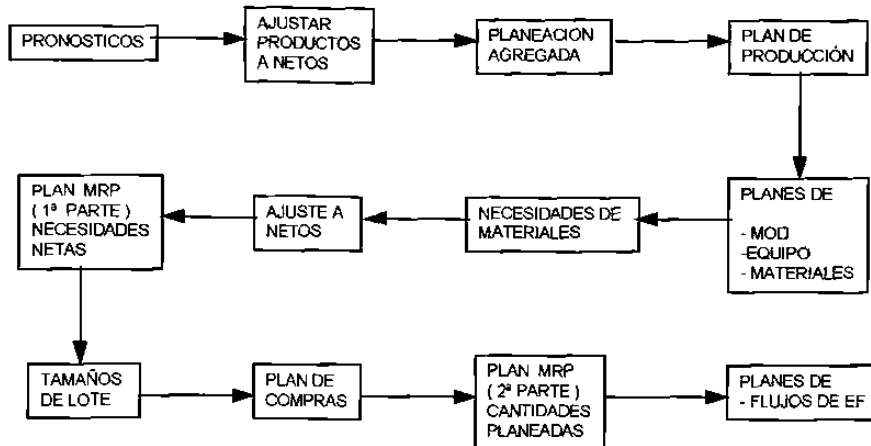 PRONOSTICOS
AJUSTAR
PRODUCTOS
A NETOS
PLANEACION
AGREGADA
PLAN DE
PRODUCCIÓN
PLAN MRP
( 1ª PARTE )
NECESIDADES
NETAS
AJUSTE A
NETOS
NECESIDADES DE
MATERIALES
PLANES DE
- MOD
-EQUIPO
- MATERIALES
TAMAÑOS
DE LOTE
PLAN DE
COMPRAS
PLAN MRP
( 2ª PARTE )
CANTIDADES
PLANEADAS
PLANES DE
- FLUJOS DE EF